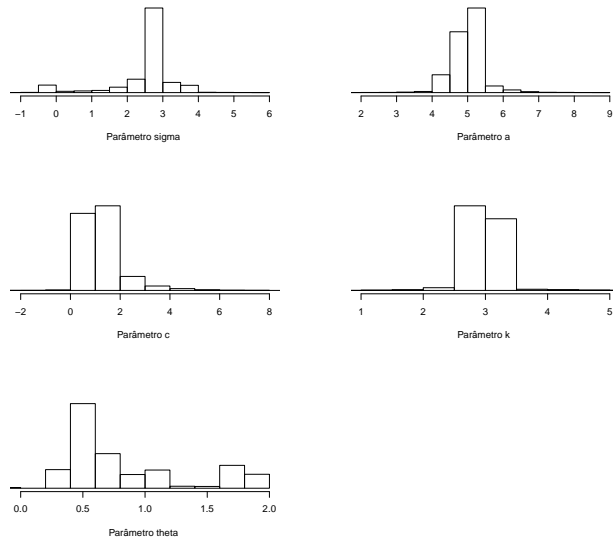 -1 0 1 2 3 4 5 6
Parâmetro sigma
2 3 4 5 6 7 8 9
Parâmetro a
-2 0 2 4 6 8
Parâmetro c
1 2 3 4 5
Parâmetro k
0.0 0.5 1.0 1.5 2.0
Parâmetro theta